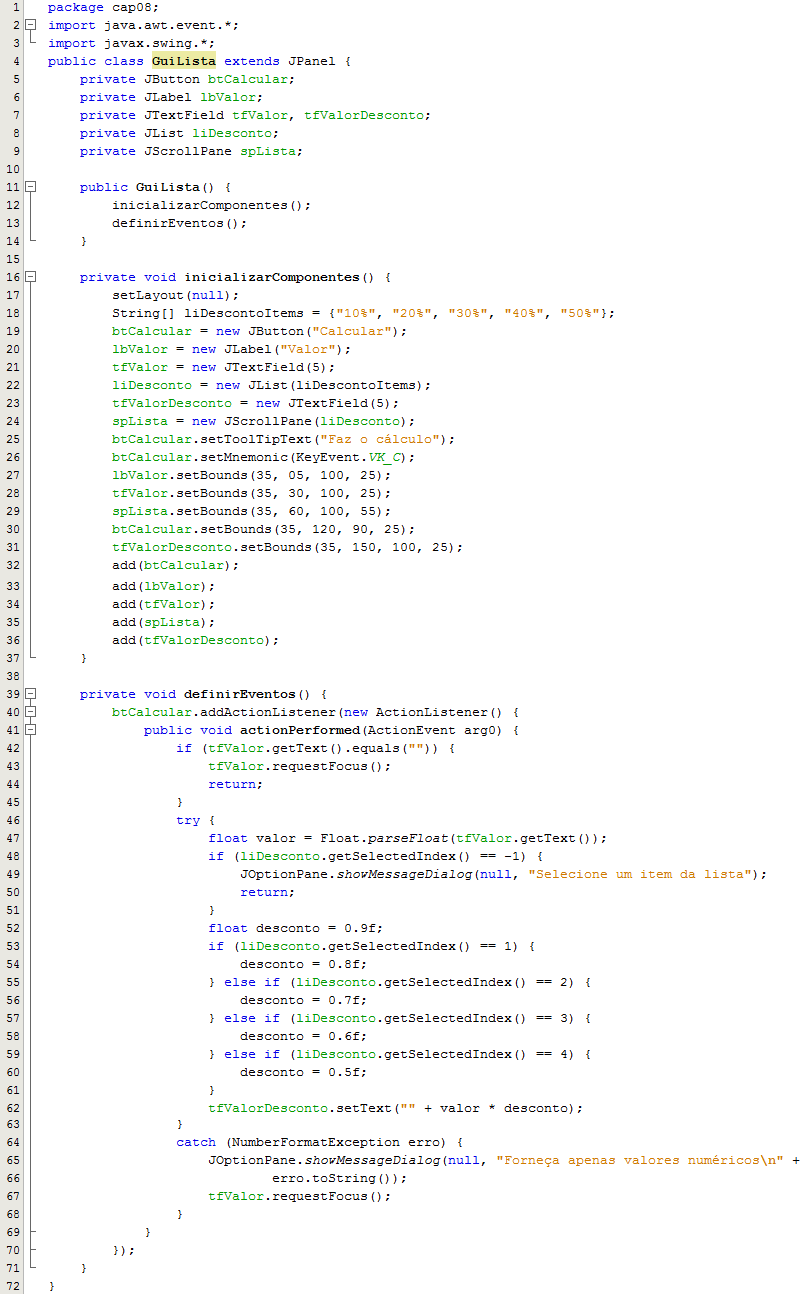 1 package cap08;
2 import java.awt.event.*;
3 import javax.swing.*;
4 public class GuiLista extends JPanel {
5     private JButton btCalcular;
6     private JLabel lbValor;
7     private JTextField tfValor, tfValorDesconto;
8     private JList liDesconto;
9     private JScrollPane spLista;
10
11     public GuiLista() {
12         inicializarComponentes();
13         definirEventos();
14     }
15
16     private void inicializarComponentes() {
17         setLayout(null);
18         String[] liDescontoItems = {"10%", "20%", "30%", "40%", "50%"};
19         btCalcular = new JButton("Calcular");
20         lbValor = new JLabel("Valor");
21         tfValor = new JTextField(5);
22         liDesconto = new JList(liDescontoItems);
23         tfValorDesconto = new JTextField(5);
24         spLista = new JScrollPane(liDesconto);
25         btCalcular.setToolTipText("Faz o cálculo");
26         btCalcular.setMnemonic(KeyEvent.VK_C);
27         lbValor.setBounds(35, 05, 100, 25);
28         tfValor.setBounds(35, 30, 100, 25);
29         spLista.setBounds(35, 60, 100, 55);
30         btCalcular.setBounds(35, 120, 90, 25);
31         tfValorDesconto.setBounds(35, 150, 100, 25);
32         add(btCalcular);
33         add(lbValor);
34         add(tfValor);
35         add(spLista);
36         add(tfValorDesconto);
37     }
38
39     private void definirEventos() {
40         btCalcular.addActionListener(new ActionListener() {
41             public void actionPerformed(ActionEvent arg0) {
42                 if (tfValor.getText().equals("")) {
43                     tfValor.requestFocus();
44                     return;
45                 }
46                 try {
47                     float valor = Float.parseFloat(tfValor.getText());
48                     if (liDesconto.getSelectedIndex() == -1) {
49                         JOptionPane.showMessageDialog(null, "Selecione um item da lista");
50                         return;
51                     }
52                     float desconto = 0.9f;
53                     if (liDesconto.getSelectedIndex() == 1) {
54                         desconto = 0.8f;
55                     } else if (liDesconto.getSelectedIndex() == 2) {
56                         desconto = 0.7f;
57                     } else if (liDesconto.getSelectedIndex() == 3) {
58                         desconto = 0.6f;
59                     } else if (liDesconto.getSelectedIndex() == 4) {
60                         desconto = 0.5f;
61                     }
62                     tfValorDesconto.setText("" + valor * desconto);
63                 }
64                 catch (NumberFormatException erro) {
65                     JOptionPane.showMessageDialog(null, "Forneça apenas valores numéricos\n" +
66                             erro.toString());
67                     tfValor.requestFocus();
68                 }
69             }
70         });
71     }
72 }